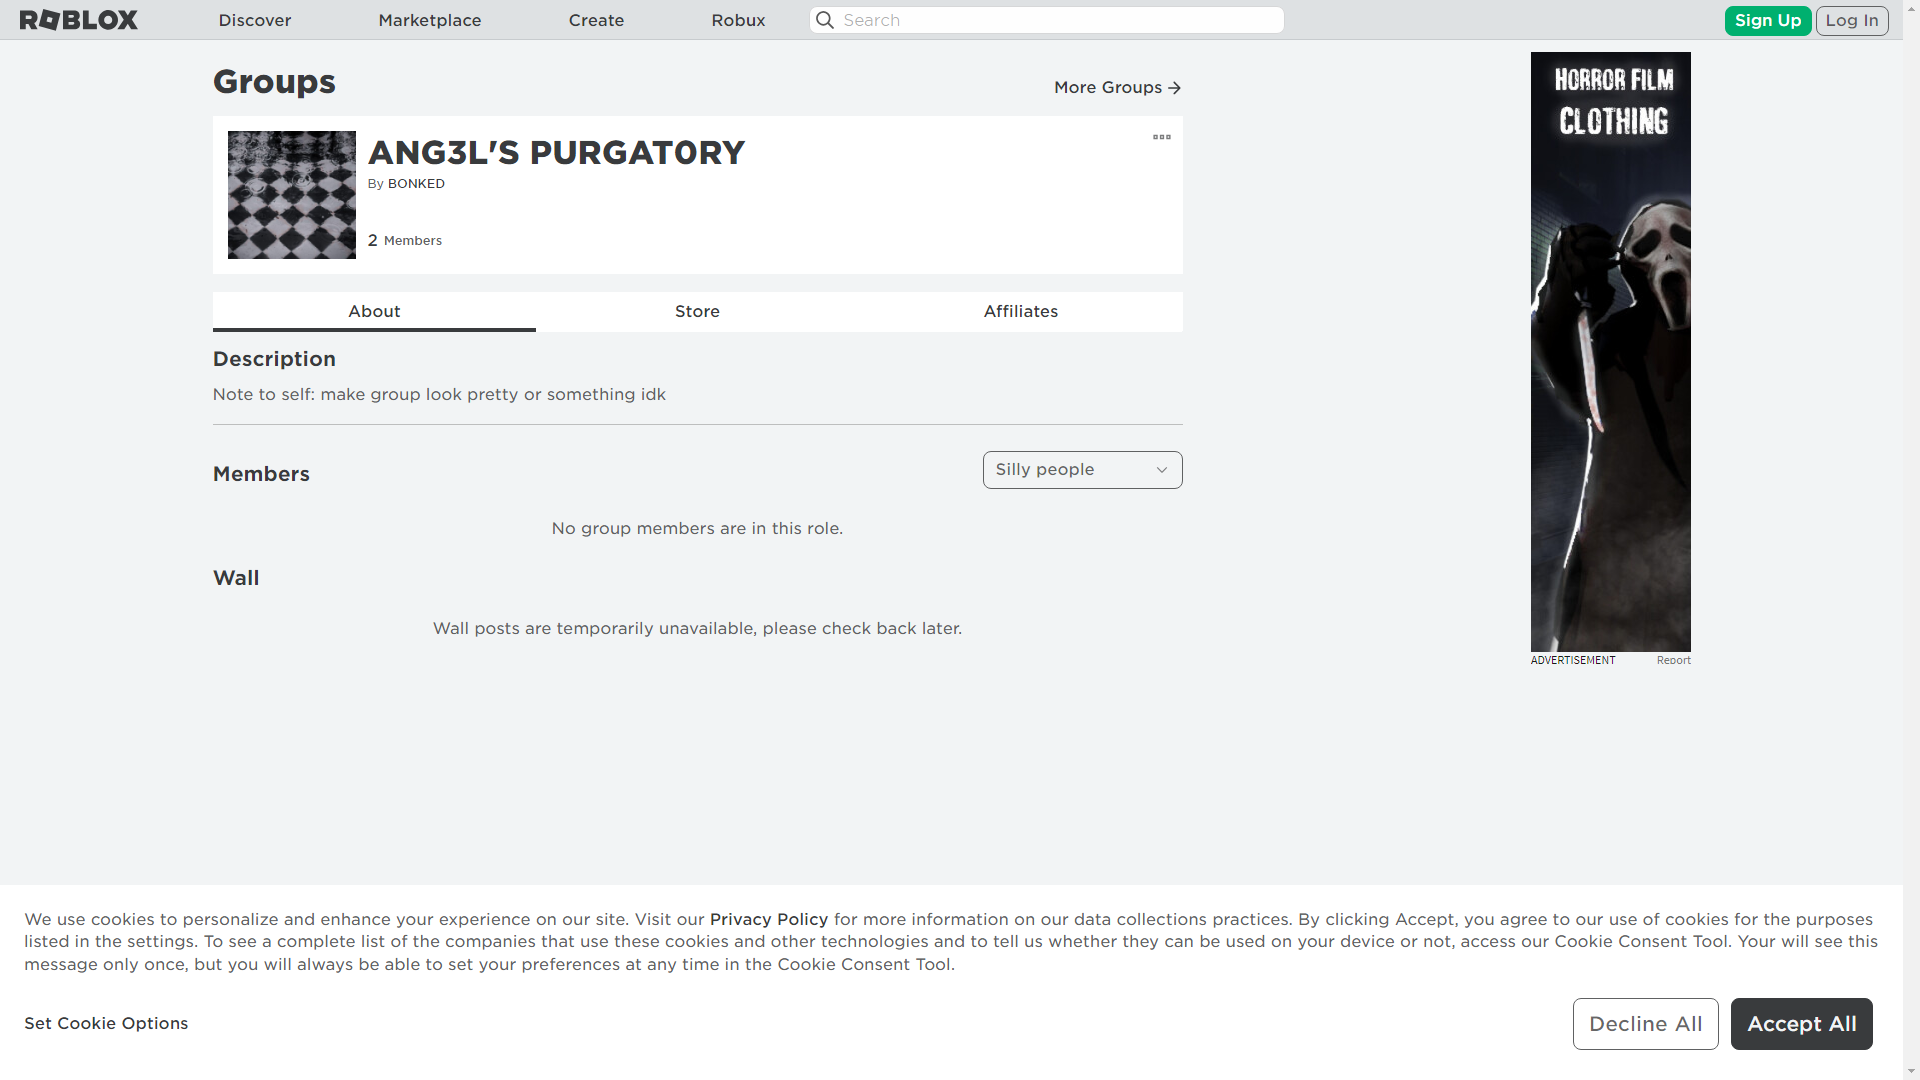 ROBLOX
Discover
Marketplace
Create
Robux
Search
Sign Up
Log In
Groups
More Groups
ANG3L'S PURGAT0RY
By BONKED
2 Members
About
Store
Affiliates
Description
Note to self: make group look pretty or something idk
Members
Silly people
No group members are in this role.
Wall
Wall posts are temporarily unavailable, please check back later.
HORROR FILM
CLOTHING
ADVERTISEMENT
Report
We use cookies to personalize and enhance your experience on our site. Visit our Privacy Policy for more information on our data collections practices. By clicking Accept, you agree to our use of cookies for the purposes
listed in the settings. To see a complete list of the companies that use these cookies and other technologies and to tell us whether they can be used on your device or not, access our Cookie Consent Tool. Your will see this
message only once, but you will always be able to set your preferences at any time in the Cookie Consent Tool.
Set Cookie Options
Decline All
Accept All